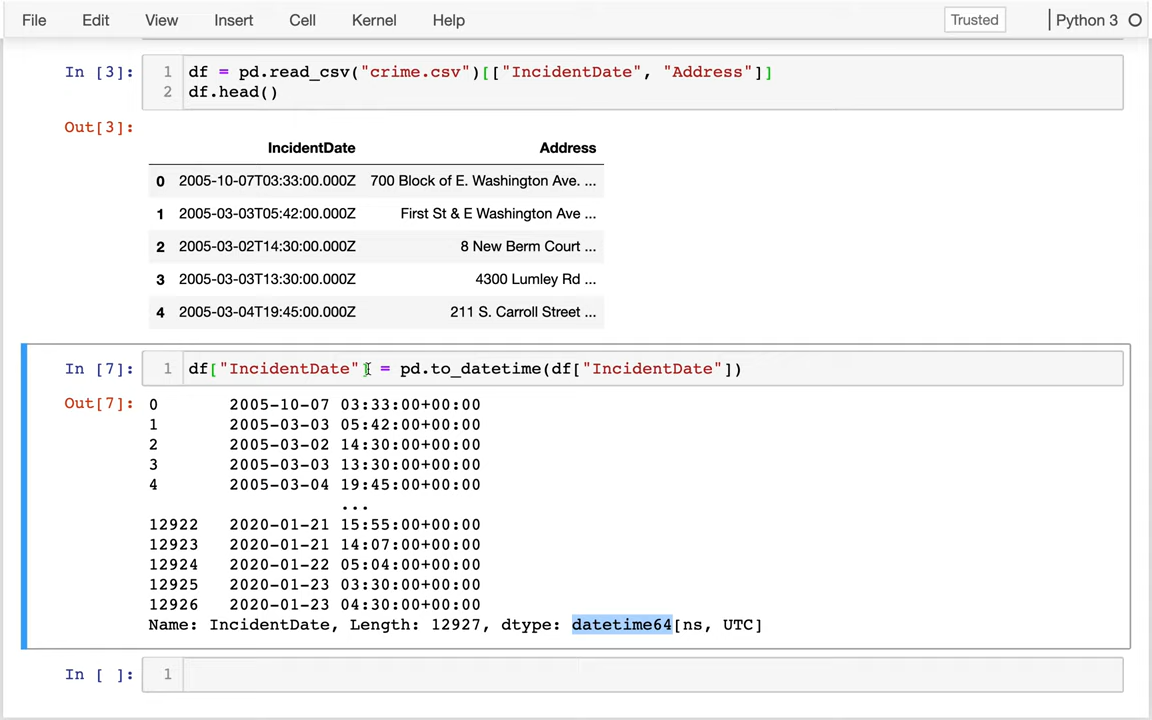 File Edit View Insert Cell Kernel Help Trusted Python 3
In [3]: 1 df = pd.read_csv("crime.csv")[["IncidentDate", "Address"]]
2 df.head()
Out[3]:
IncidentDate Address
0 2005-10-07T03:33:00.000Z 700 Block of E. Washington Ave. ...
1 2005-03-03T05:42:00.000Z First St & E Washington Ave ...
2 2005-03-02T14:30:00.000Z 8 New Berm Court ...
3 2005-03-03T13:30:00.000Z 4300 Lumley Rd ...
4 2005-03-04T19:45:00.000Z 211 S. Carroll Street ...
In [7]: 1 df["IncidentDate"] = pd.to_datetime(df["IncidentDate"])
Out[7]: 0 2005-10-07 03:33:00+00:00
1 2005-03-03 05:42:00+00:00
2 2005-03-02 14:30:00+00:00
3 2005-03-03 13:30:00+00:00
4 2005-03-04 19:45:00+00:00
...
12922 2020-01-21 15:55:00+00:00
12923 2020-01-21 14:07:00+00:00
12924 2020-01-22 05:04:00+00:00
12925 2020-01-23 03:30:00+00:00
12926 2020-01-23 04:30:00+00:00
Name: IncidentDate, Length: 12927, dtype: datetime64[ns, UTC]
In [ ]: 1